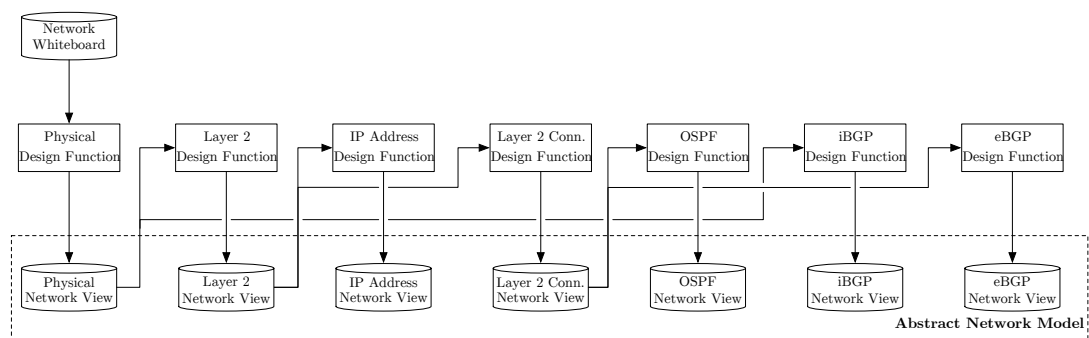 Network
Whiteboard
Physical
Design Function
Layer 2
Design Function
IP Address
Design Function
Layer 2 Conn.
Design Function
OSPF
Design Function
iBGP
Design Function
eBGP
Design Function
Physical
Network View
Layer 2
Network View
IP Address
Network View
Layer 2 Conn.
Network View
OSPF
Network View
iBGP
Network View
eBGP
Network View
Abstract Network Model